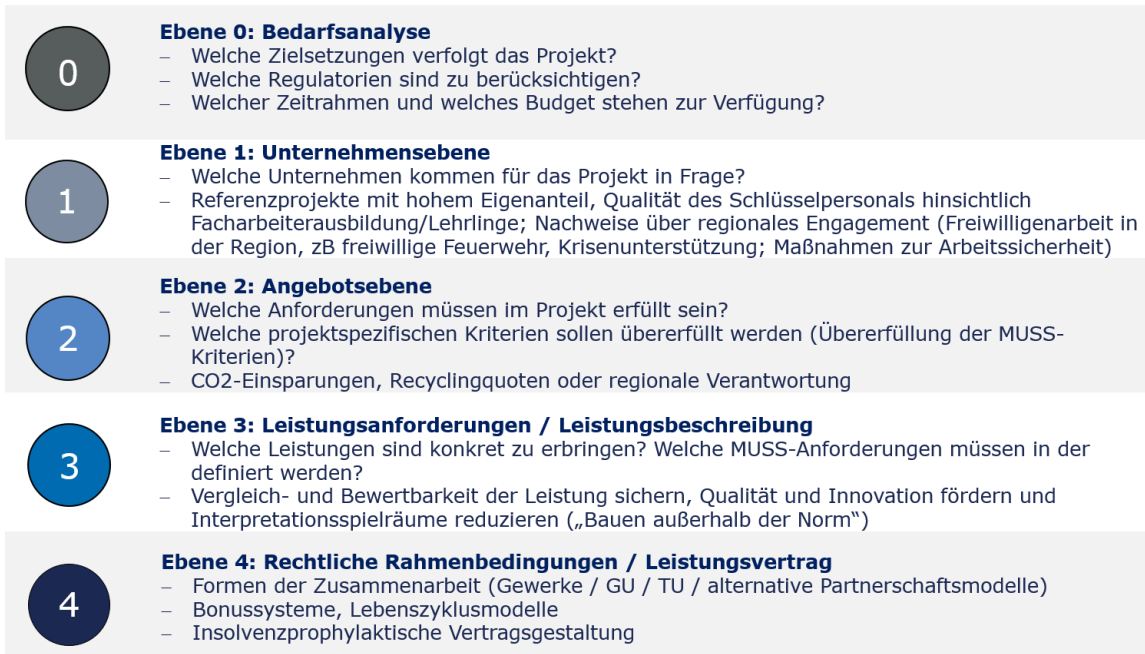 0
Ebene 0: Bedarfsanalyse
– Welche Zielsetzungen verfolgt das Projekt?
– Welche Regulatorien sind zu berücksichtigen?
– Welcher Zeitrahmen und welches Budget stehen zur Verfügung?
1
Ebene 1: Unternehmensebene
– Welche Unternehmen kommen für das Projekt in Frage?
– Referenzprojekte mit hohem Eigenanteil, Qualität des Schlüsselpersonals hinsichtlich
Facharbeiterausbildung/Lehrlinge; Nachweise über regionales Engagement (Freiwilligenarbeit in
der Region, zB freiwillige Feuerwehr, Krisenunterstützung; Maßnahmen zur Arbeitssicherheit)
2
Ebene 2: Angebotsebene
– Welche Anforderungen müssen im Projekt erfüllt sein?
– Welche projektspezifischen Kriterien sollen übererfüllt werden (Übererfüllung der MUSS-
Kriterien)?
– CO2-Einsparungen, Recyclingquoten oder regionale Verantwortung
3
Ebene 3: Leistungsanforderungen / Leistungsbeschreibung
– Welche Leistungen sind konkret zu erbringen? Welche MUSS-Anforderungen müssen in der
definiert werden?
– Vergleich- und Bewertbarkeit der Leistung sichern, Qualität und Innovation fördern und
Interpretationsspielräume reduzieren („Bauen außerhalb der Norm“)
4
Ebene 4: Rechtliche Rahmenbedingungen / Leistungsvertrag
– Formen der Zusammenarbeit (Gewerke / GU / TU / alternative Partnerschaftsmodelle)
– Bonussysteme, Lebenszyklusmodelle
– Insolvenzprophylaktische Vertragsgestaltung